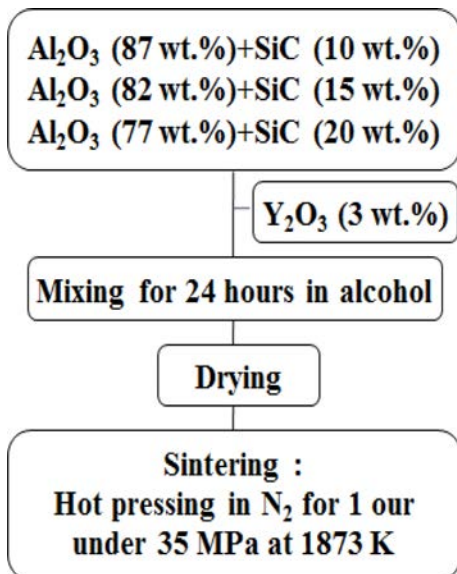 Al₂O₃ (87 wt.%)+SiC (10 wt.%)
Al₂O₃ (82 wt.%)+SiC (15 wt.%)
Al₂O₃ (77 wt.%)+SiC (20 wt.%)
Y₂O₃ (3 wt.%)
Mixing for 24 hours in alcohol
Drying
Sintering :
Hot pressing in N₂ for 1 our
under 35 MPa at 1873 K